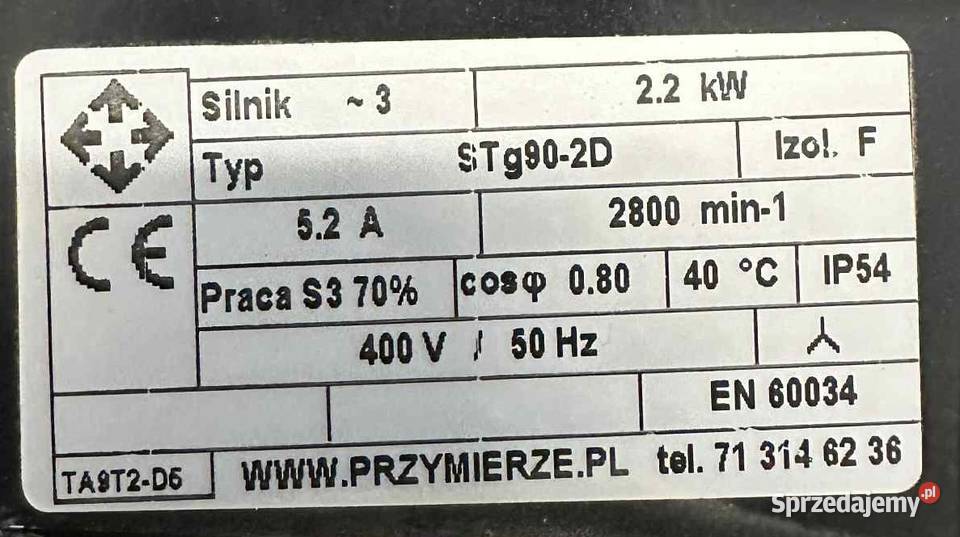 Silnik ~ 3 2.2 kW
Typ STg90-2D Izol. F
5.2 A 2800 min-1
CE
Praca S3 70% cosφ 0.80 40 °C IP54
400 V / 50 Hz
EN 60034
TA9T2-D5 WWW.PRZYMIERZE.PL tel. 71 314 62 36
Sprzedajemy.pl